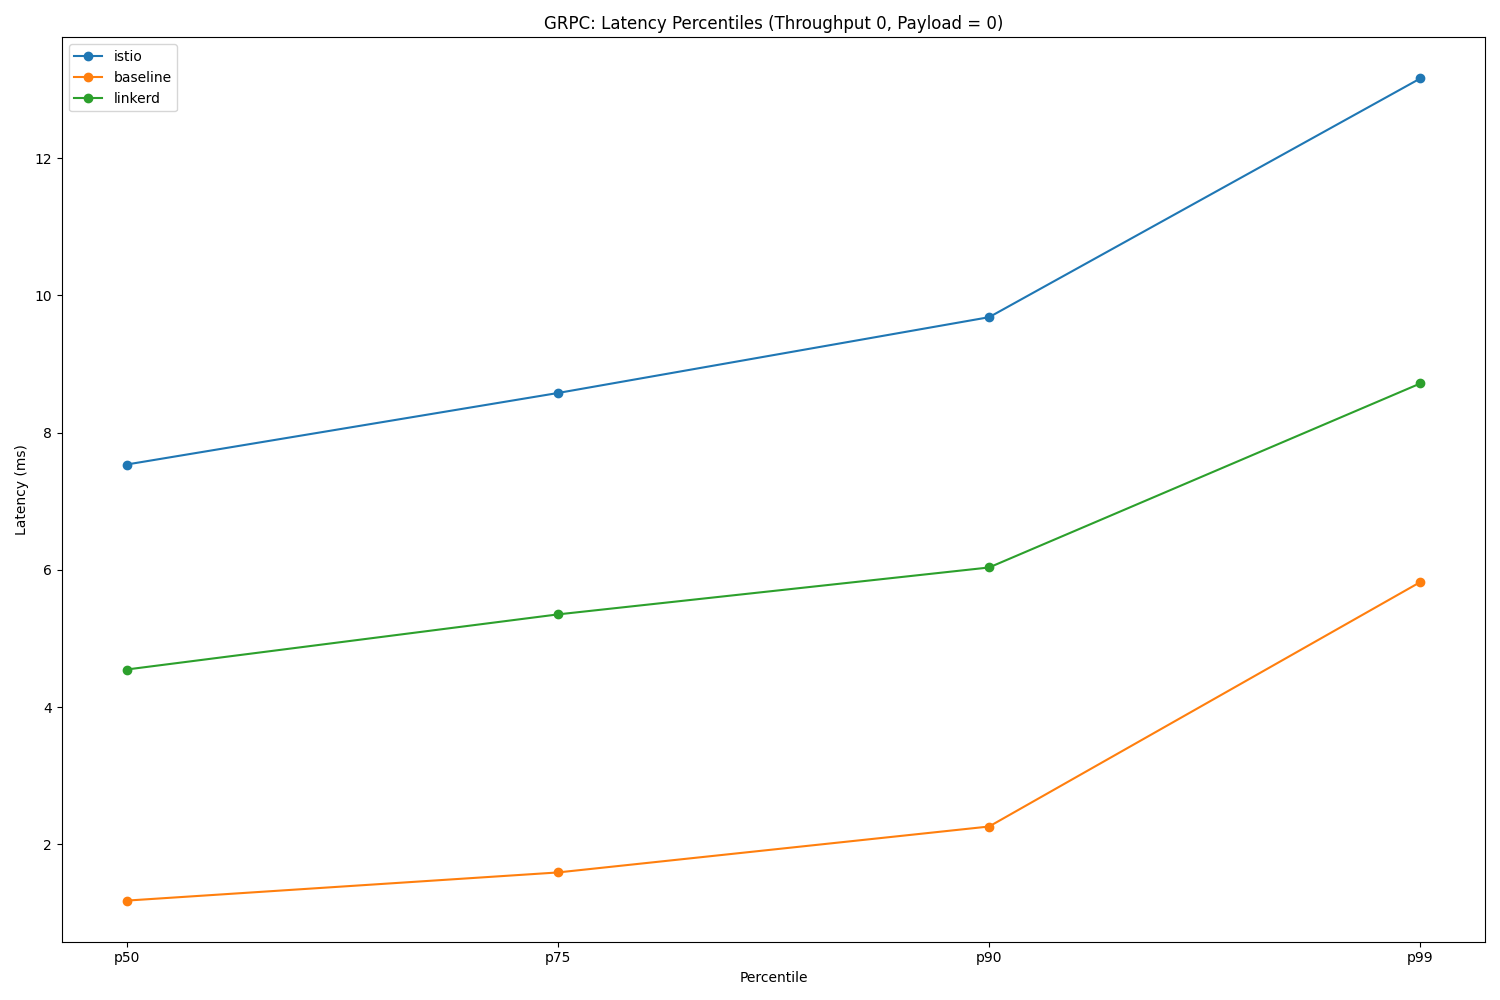 GRPC: Latency Percentiles (Throughput 0, Payload = 0)
istio
baseline
linkerd
12
10
8
6
4
2
Latency (ms)
p50 p75 p90 p99
Percentile